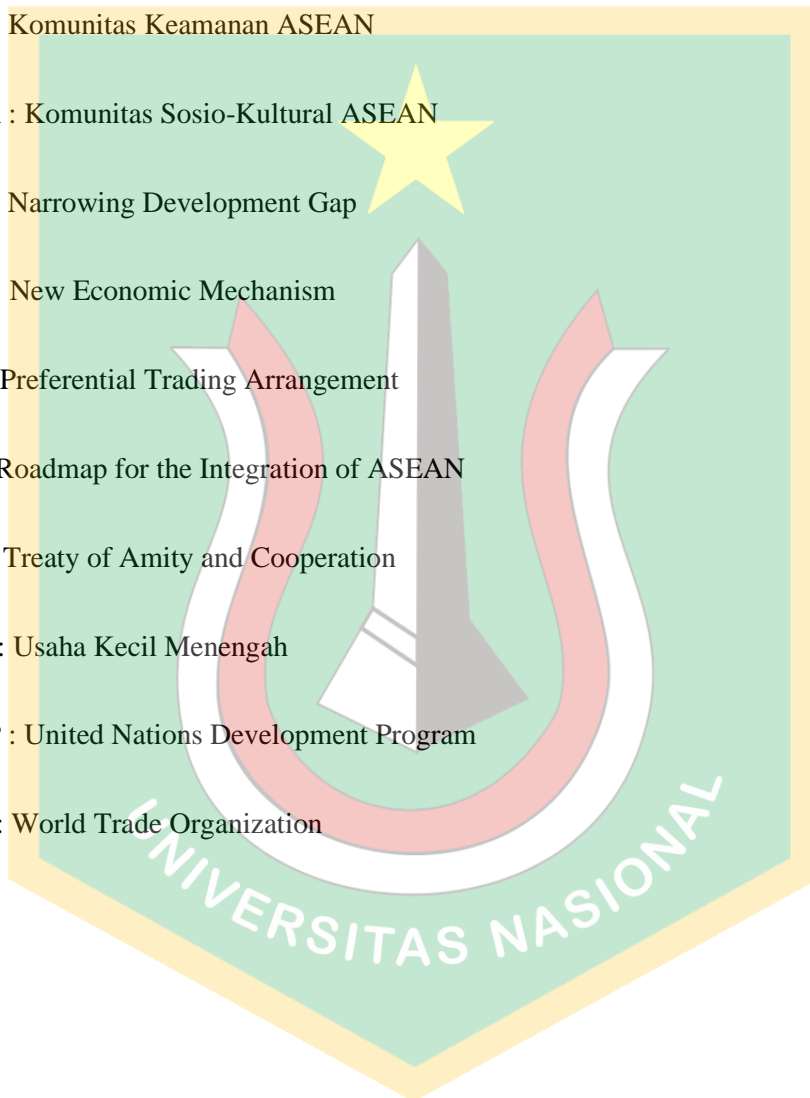 Komunitas Keamanan ASEAN
: Komunitas Sosio-Kultural ASEAN
Narrowing Development Gap
New Economic Mechanism
Preferential Trading Arrangement
Roadmap for the Integration of ASEAN
Treaty of Amity and Cooperation
: Usaha Kecil Menengah
: United Nations Development Program
: World Trade Organization
UNIVERSITAS NASIONAL